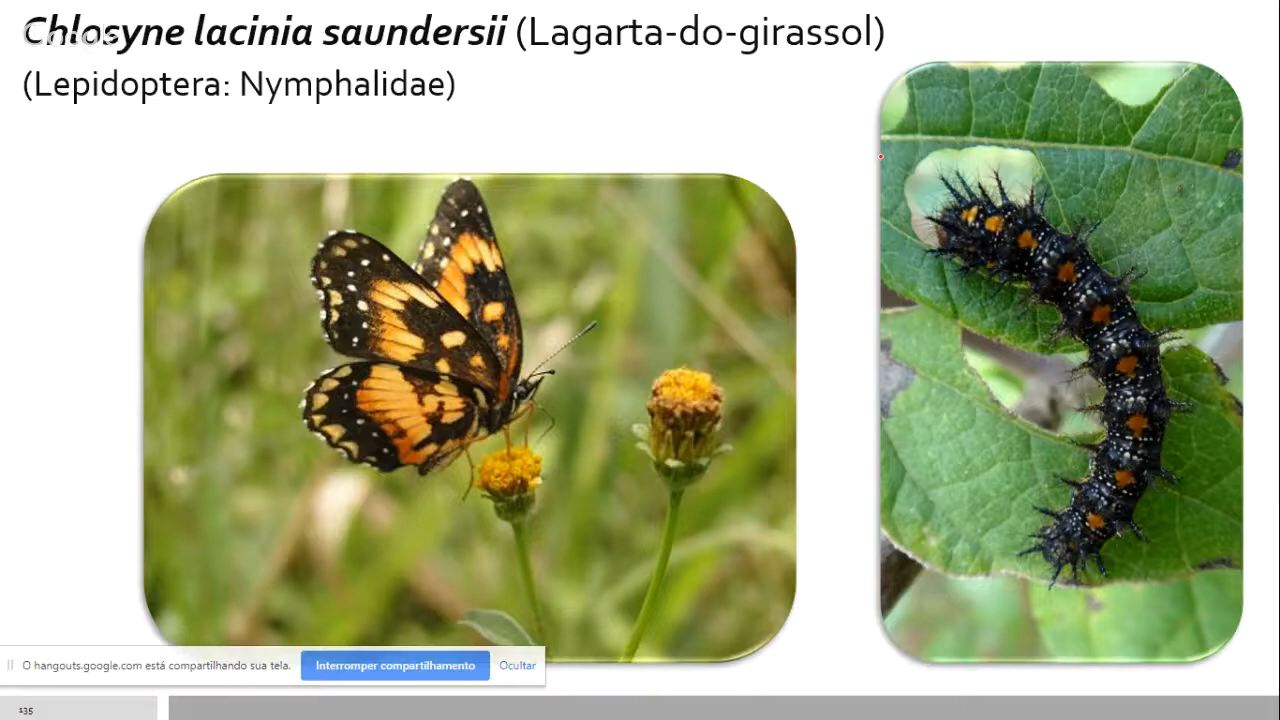 Chlosyne lacinia saundersii (Lagarta-do-girassol)
(Lepidoptera: Nymphalidae)
O hangouts.google.com está compartilhando sua tela. Interromper compartilhamento Ocultar
135